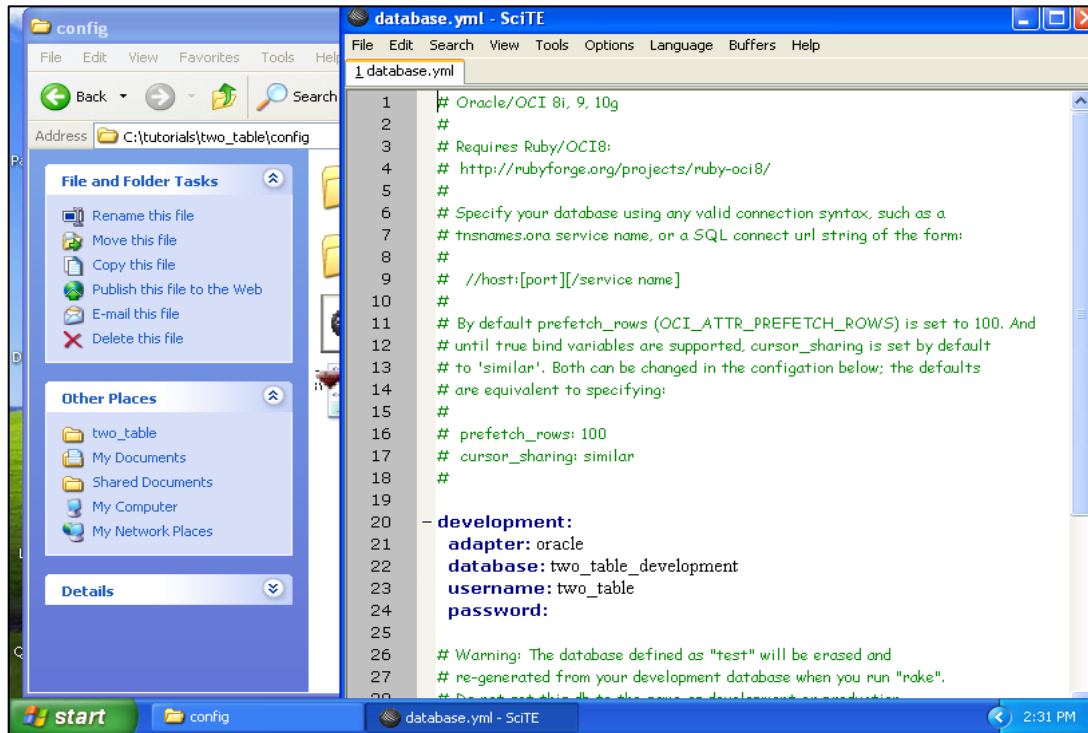 config
File Edit View Favorites Tools Help
Back Search
Address C:\tutorials\two_table\config
File and Folder Tasks
Rename this file
Move this file
Copy this file
Publish this file to the Web
E-mail this file
Delete this file
Other Places
two_table
My Documents
Shared Documents
My Computer
My Network Places
Details
database.yml - SciTE
File Edit Search View Tools Options Language Buffers Help
1 database.yml
1 # Oracle/OCI 8i, 9, 10g
2 #
3 # Requires Ruby/OCI8:
4 # http://rubyforge.org/projects/ruby-oci8/
5 #
6 # Specify your database using any valid connection syntax, such as a
7 # tnsnames.ora service name, or a SQL connect url string of the form:
8 #
9 # //host:[port][/service name]
10 #
11 # By default prefetch_rows (OCI_ATTR_PREFETCH_ROWS) is set to 100. And
12 # until true bind variables are supported, cursor_sharing is set by default
13 # to 'similar'. Both can be changed in the configation below; the defaults
14 # are equivalent to specifying:
15 #
16 # prefetch_rows: 100
17 # cursor_sharing: similar
18 #
19
20 development:
21 adapter: oracle
22 database: two_table_development
23 username: two_table
24 password:
25
26 # Warning: The database defined as "test" will be erased and
27 # re-generated from your development database when you run "rake".
start config database.yml - SciTE 2:31 PM